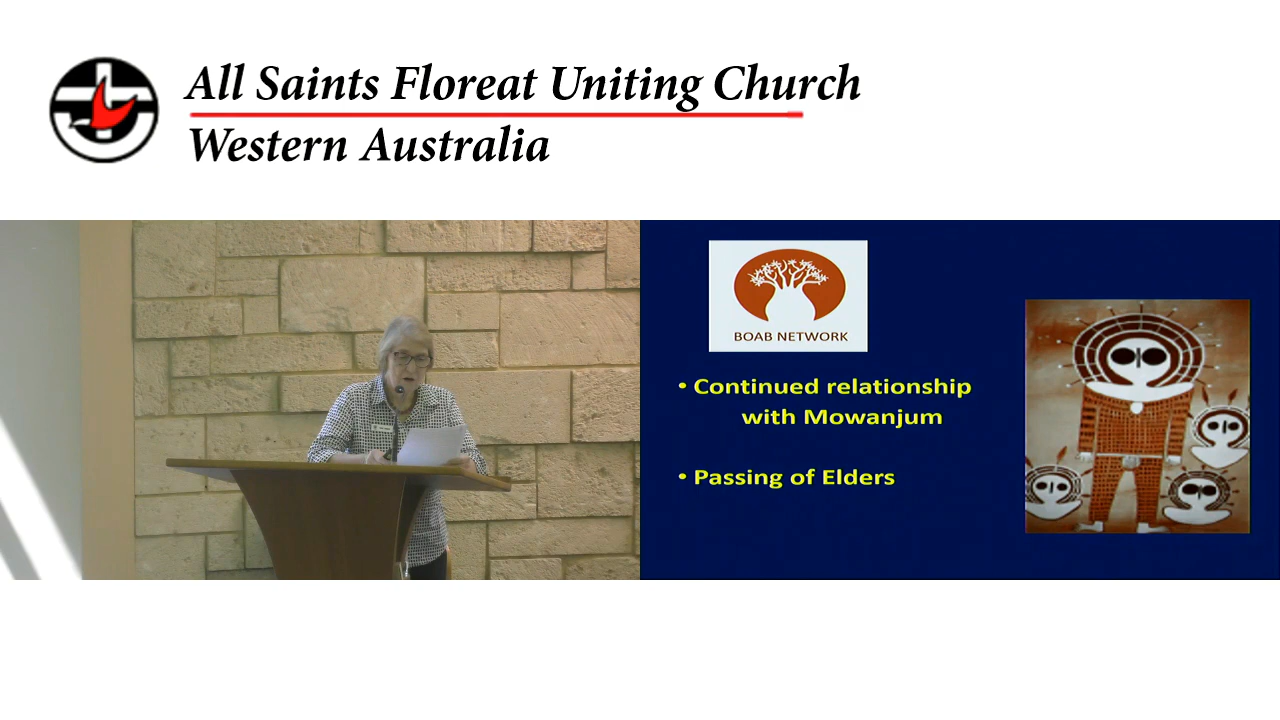 All Saints Floreat Uniting Church
Western Australia
BOAB NETWORK
• Continued relationship
with Mowanjum
• Passing of Elders